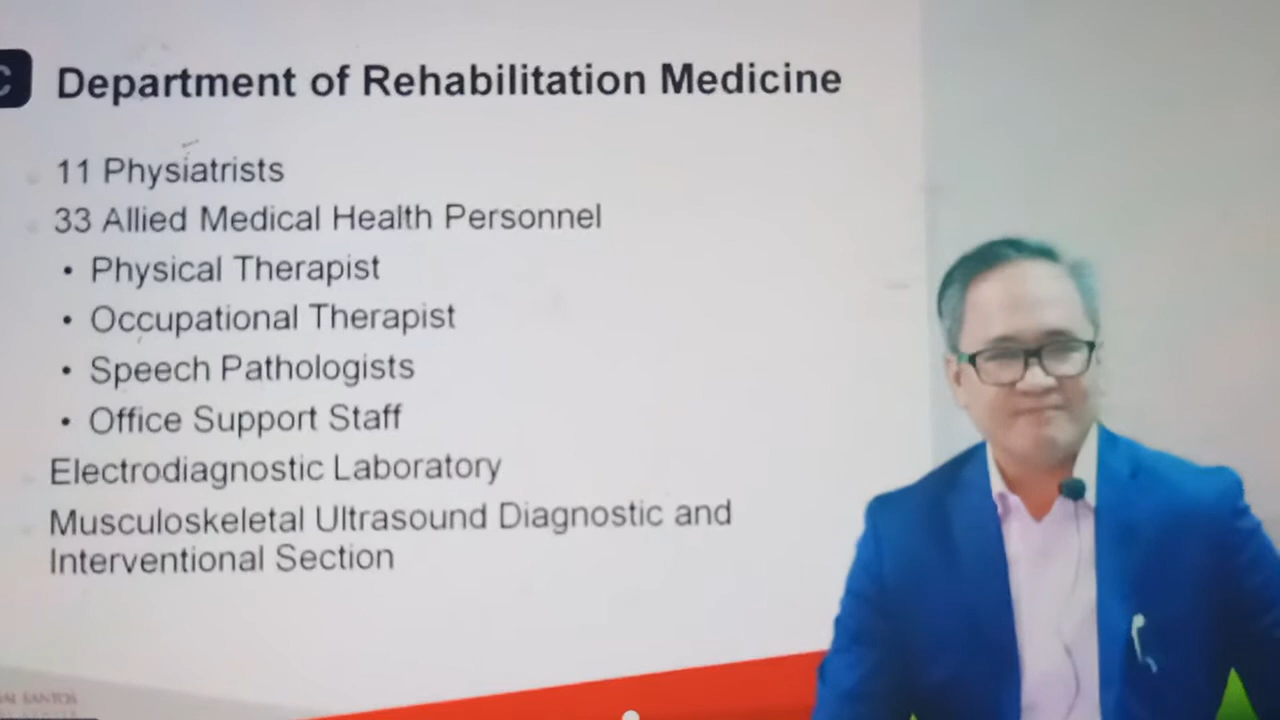 C Department of Rehabilitation Medicine
11 Physiatrists
33 Allied Medical Health Personnel
• Physical Therapist
• Occupational Therapist
• Speech Pathologists
• Office Support Staff
Electrodiagnostic Laboratory
Musculoskeletal Ultrasound Diagnostic and
Interventional Section
SANTOS